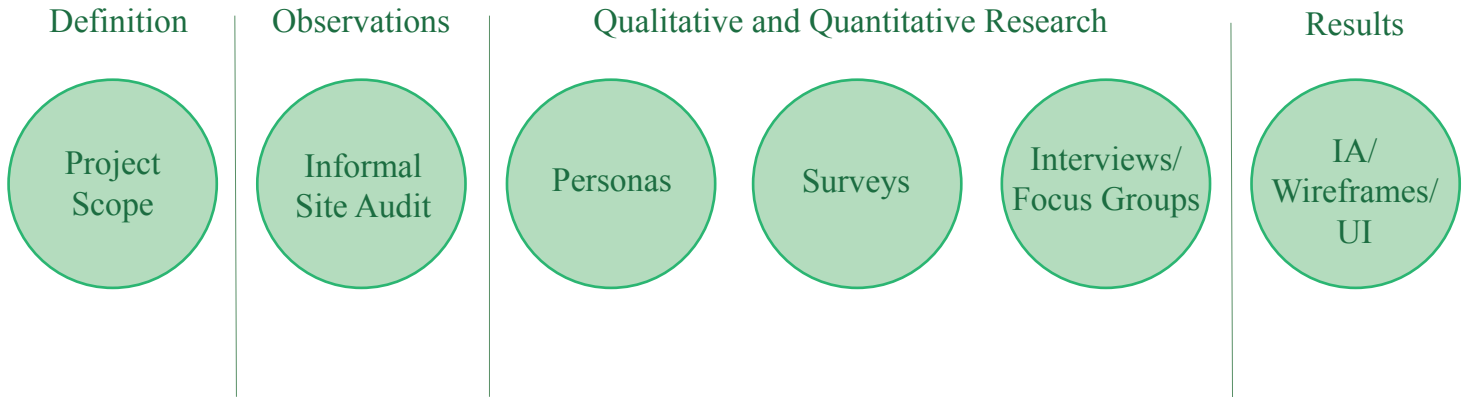 Definition
Observations
Qualitative and Quantitative Research
Results
Project
Scope
Informal
Site Audit
Personas
Surveys
Interviews/
Focus Groups
IA/
Wireframes/
UI